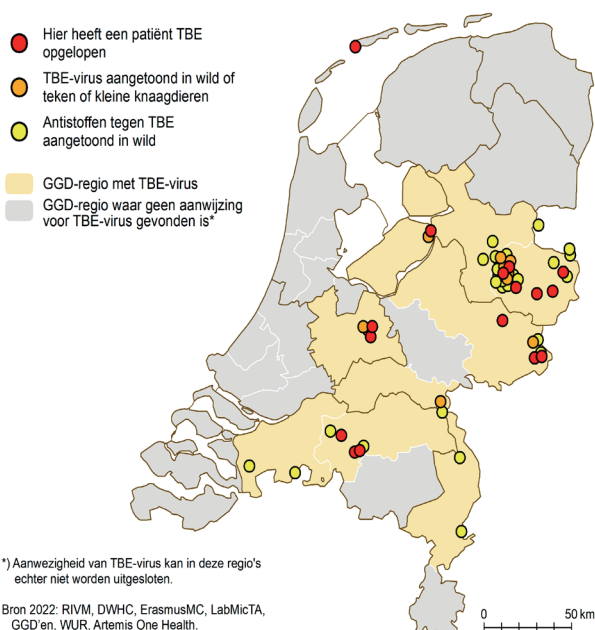 Hier heeft een patiënt TBE
opgelopen
TBE-virus aangetoond in wild of
teken of kleine knaagdieren
Antistoffen tegen TBE
aangetoond in wild
GGD-regio met TBE-virus
GGD-regio waar geen aanwijzing
voor TBE-virus gevonden is*
*) Aanwezigheid van TBE-virus kan in deze regio's
echter niet worden uitgesloten.
Bron 2022: RIVM, DWHC, ErasmusMC, LabMicTA,
GGD'en, WUR, Artemis One Health.
0 50 km